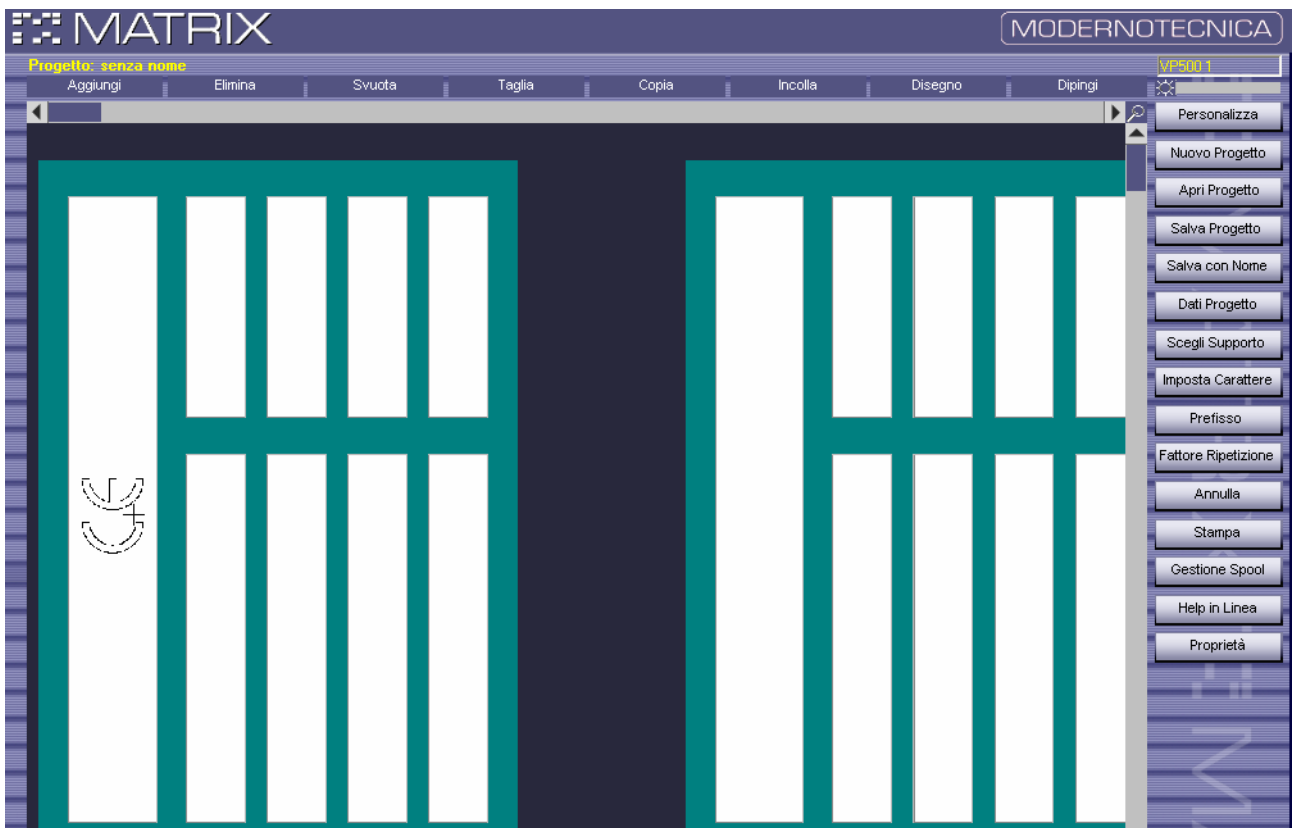 MATRIX
MODERNOTECNICA
Progetto: senza nome
VP500 1
Aggiungi
Elimina
Svuota
Taglia
Copia
Incolla
Disegno
Dipingi
Personalizza
Nuovo Progetto
Apri Progetto
Salva Progetto
Salva con Nome
Dati Progetto
Scegli Supporto
Imposta Carattere
Prefisso
Fattore Ripetizione
Annulla
Stampa
Gestione Spool
Help in Linea
Proprietà
CE